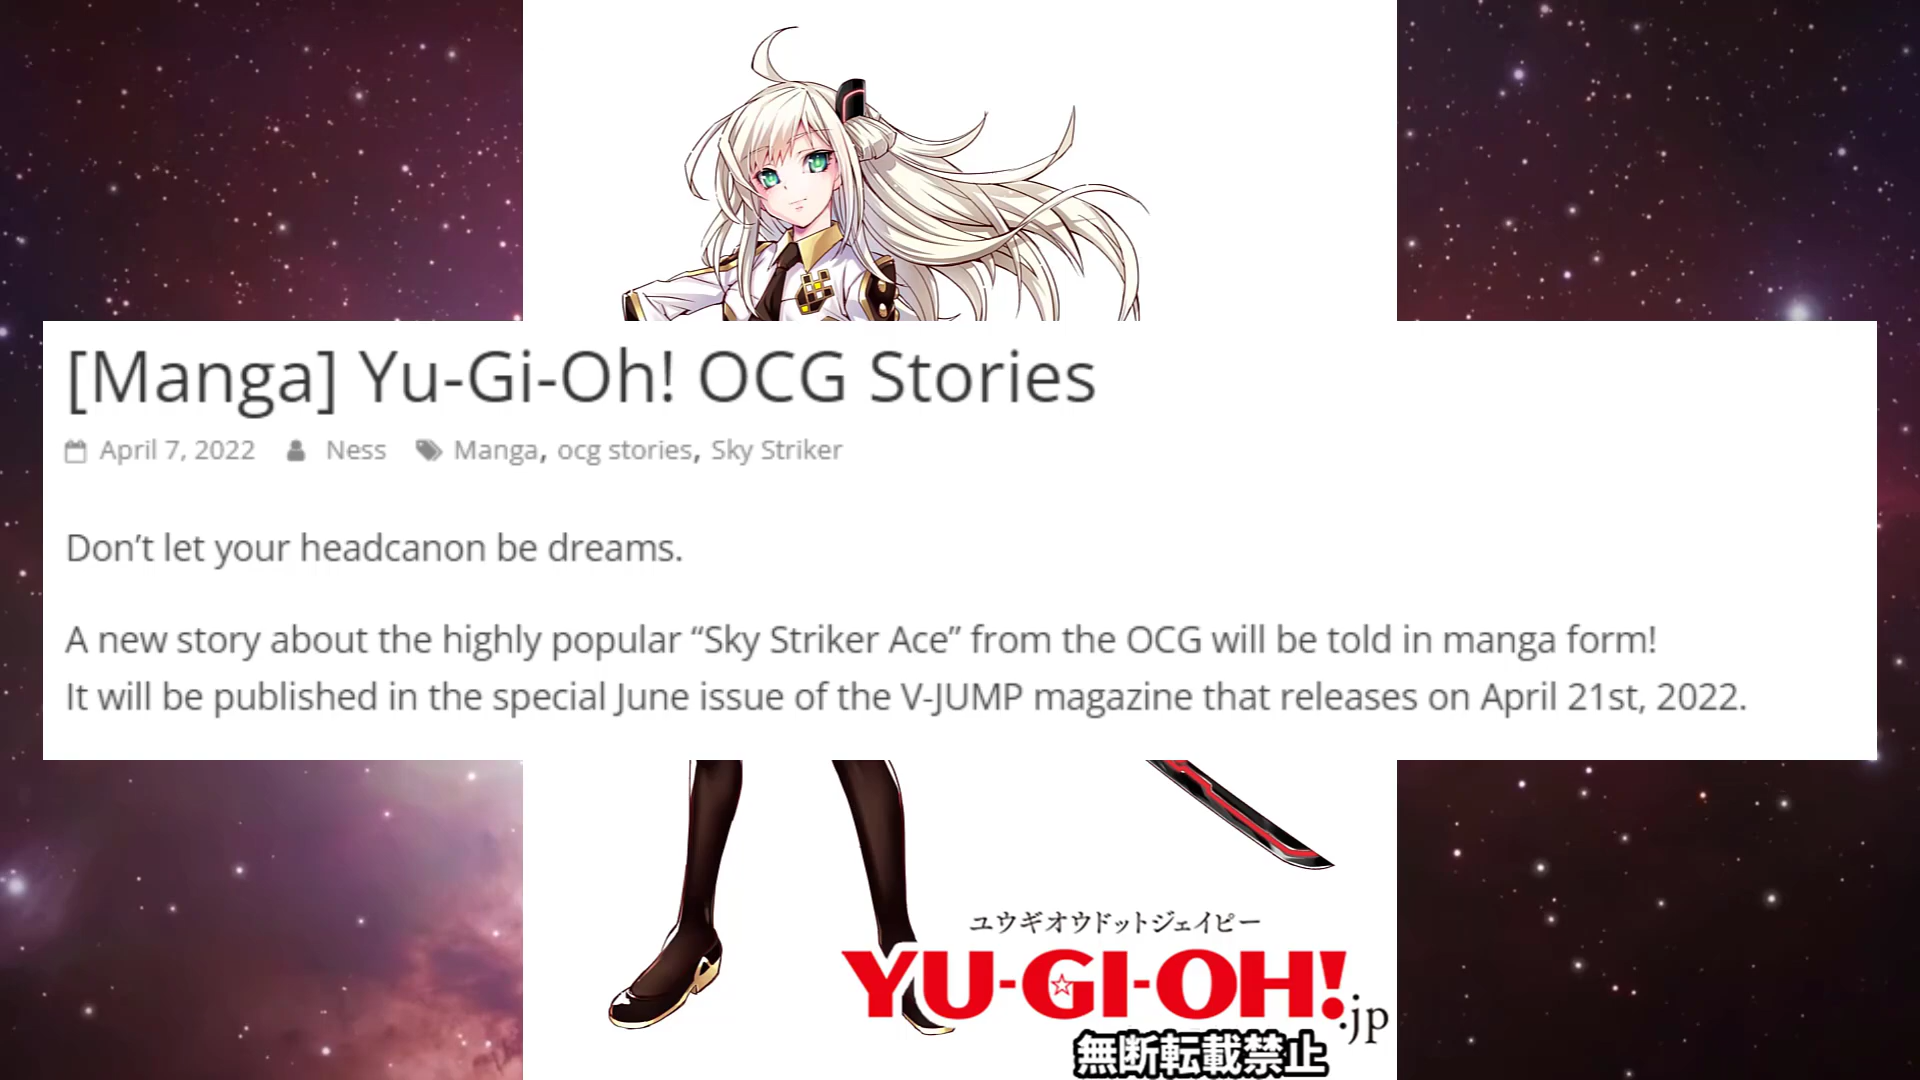 [Manga] Yu-Gi-Oh! OCG Stories
April 7, 2022 Ness Manga, ocg stories, Sky Striker
Don’t let your headcanon be dreams.
A new story about the highly popular “Sky Striker Ace” from the OCG will be told in manga form!
It will be published in the special June issue of the V-JUMP magazine that releases on April 21st, 2022.
ユウギオウドットジェイピー
YU-GI-OH!.jp
無断転載禁止